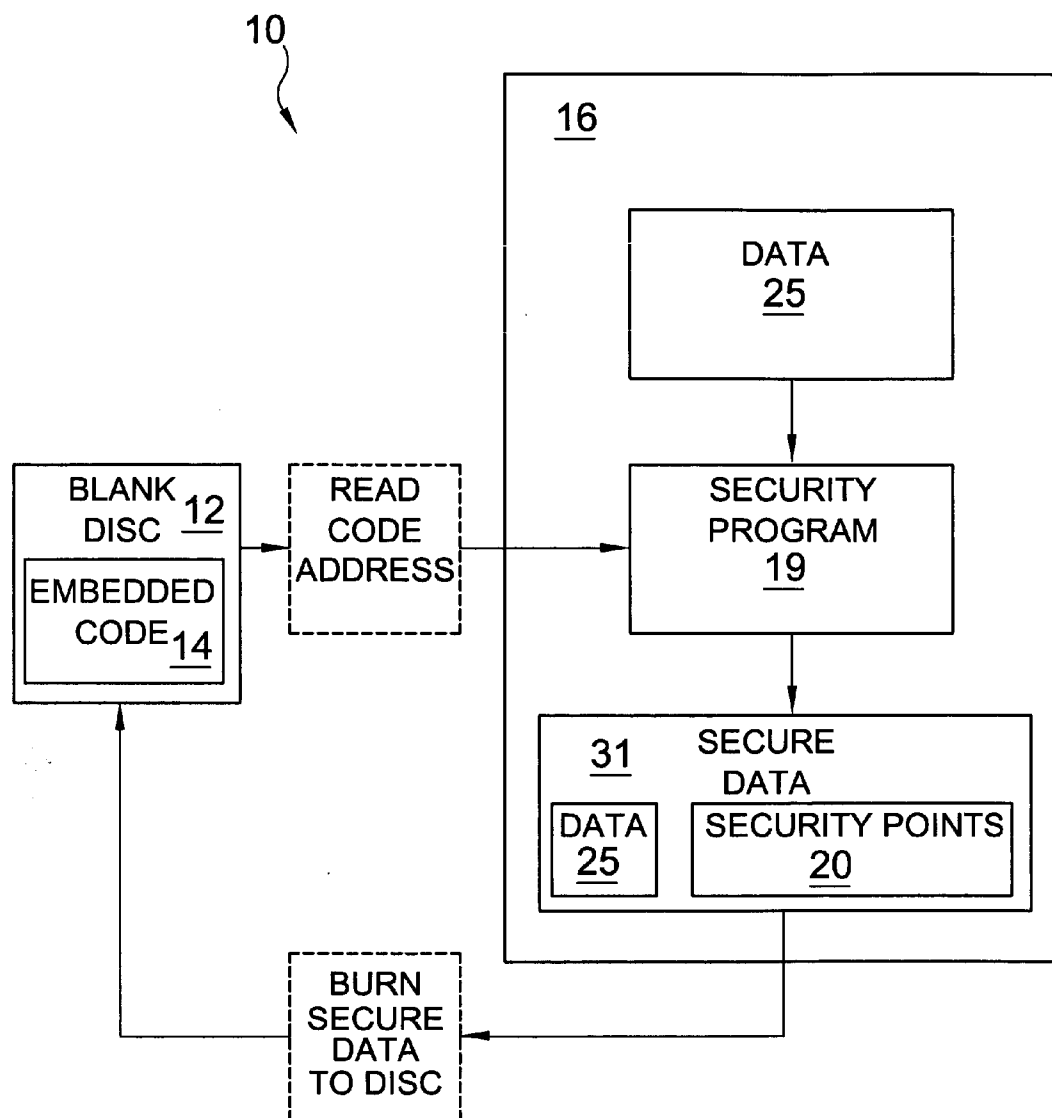 10
16
DATA
25
BLANK
DISC 12
EMBEDDED
CODE 14
READ
CODE
ADDRESS
SECURITY
PROGRAM
19
31
SECURE
DATA
DATA
25
SECURITY POINTS
20
BURN
SECURE
DATA
TO DISC